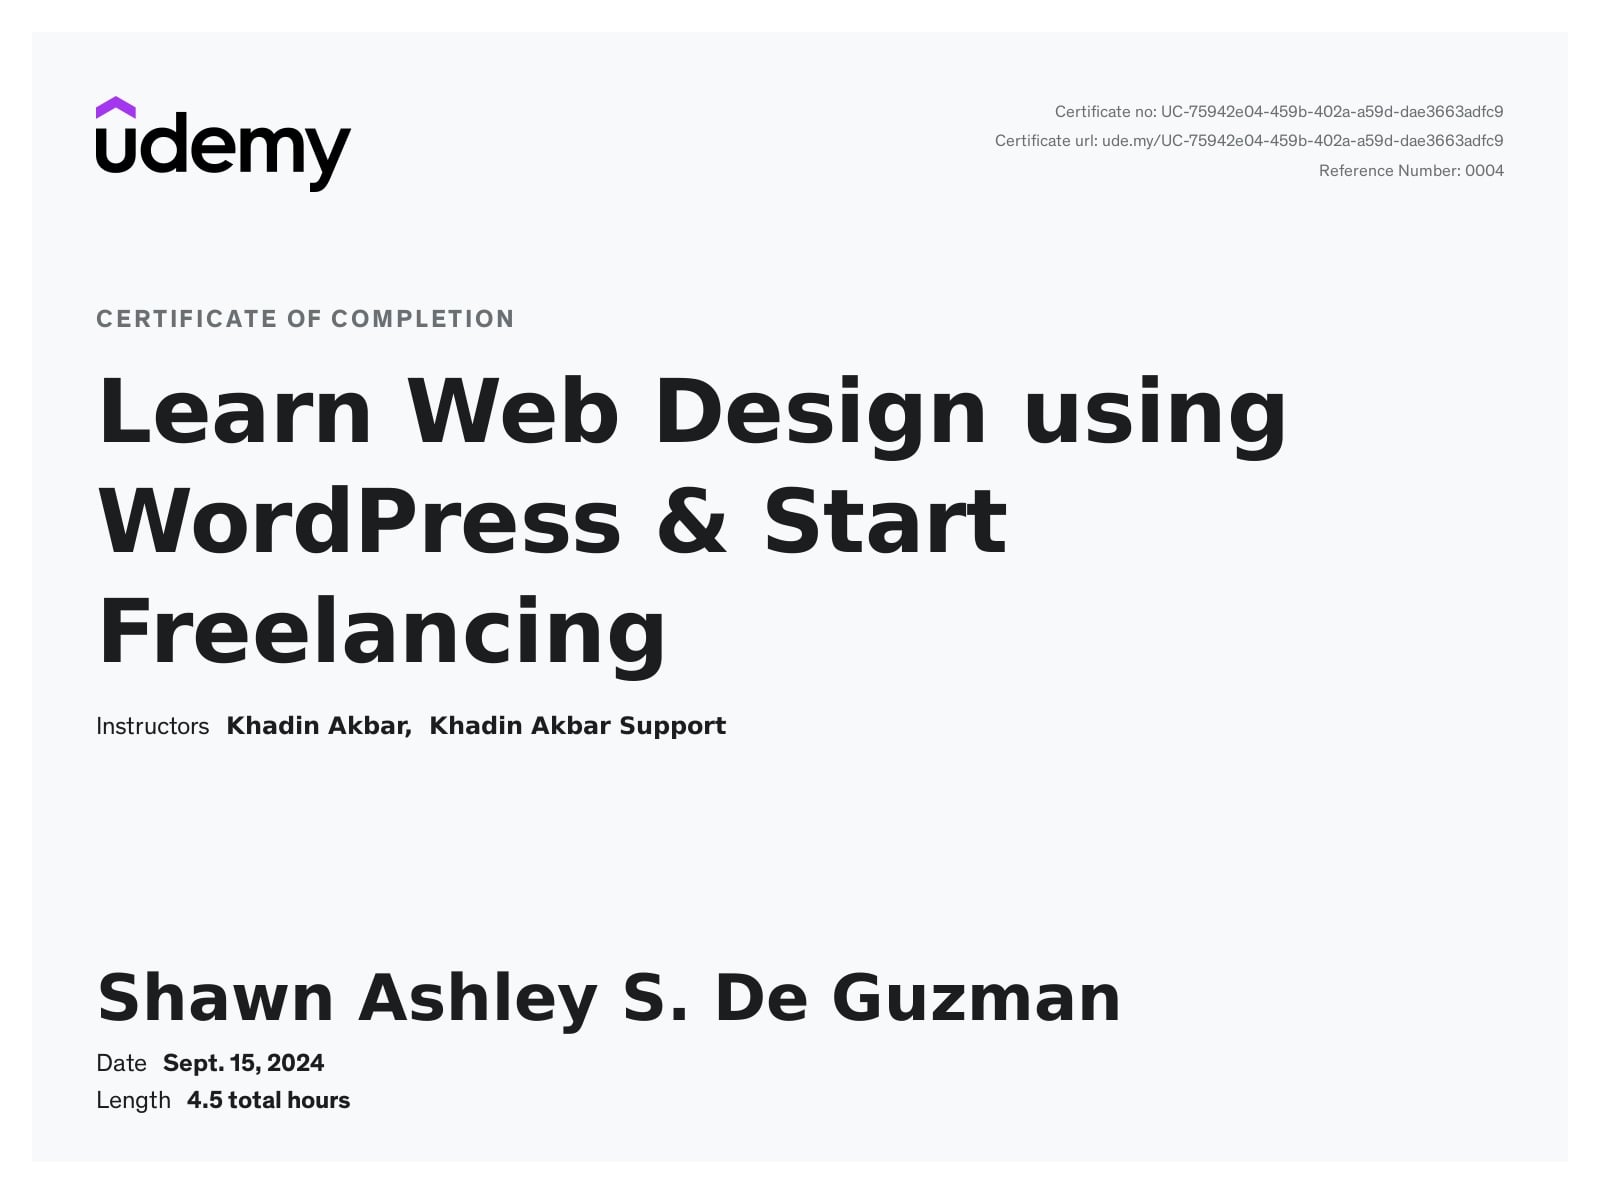 udemy
Certificate no: UC-75942e04-459b-402a-a59d-dae3663adfc9
Certificate url: ude.my/UC-75942e04-459b-402a-a59d-dae3663adfc9
Reference Number: 0004
CERTIFICATE OF COMPLETION
Learn Web Design using
WordPress & Start
Freelancing
Instructors Khadin Akbar, Khadin Akbar Support
Shawn Ashley S. De Guzman
Date Sept. 15, 2024
Length 4.5 total hours